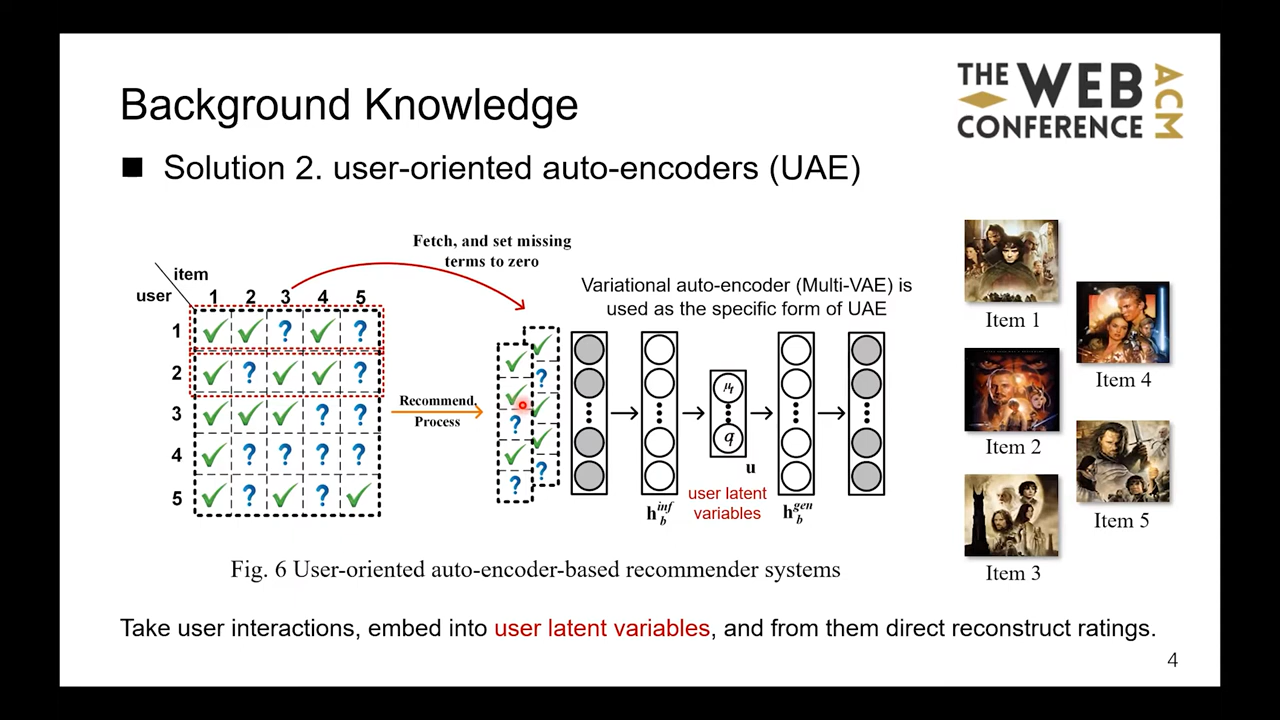 Background Knowledge
THE WEB CONFERENCE ACM
Solution 2. user-oriented auto-encoders (UAE)
Fetch, and set missing
terms to zero
item
user
1 2 3 4 5
1 ? ?
2 ?
3 ? ?
4 ? ? ? ?
5 ? ?
Recommend.
Process
? ?
? ?
Variational auto-encoder (Multi-VAE) is
used as the specific form of UAE
μ
q
u
user latent
variables
h_b^inf
h_b^gen
Item 1
Item 4
Item 2
Item 5
Item 3
Fig. 6 User-oriented auto-encoder-based recommender systems
Take user interactions, embed into user latent variables, and from them direct reconstruct ratings.
4